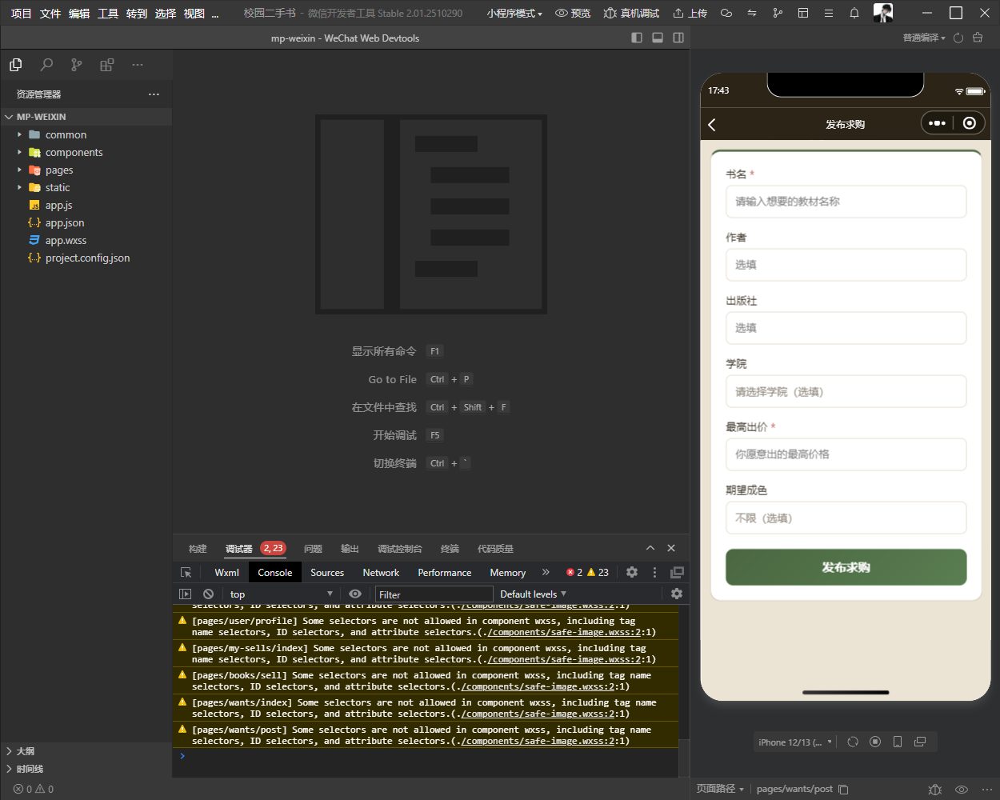 项目 文件 编辑 工具 转到 选择 视图 ... 校园二手书 - 微信开发者工具 Stable 2.01.2510290 小程序模式 预览 真机调试 上传
mp-weixin - WeChat Web Devtools
普通编译
资源管理器
MP-WEIXIN
common
components
pages
static
app.js
app.json
app.wxss
project.config.json
大纲
时间线
0 0
显示所有命令 F1
Go to File Ctrl + P
在文件中查找 Ctrl + Shift + F
开始调试 F5
切换终端 Ctrl + `
构建 调试器 2, 23 问题 输出 调试控制台 终端 代码质量
Wxml Console Sources Network Performance Memory 2 23
top Filter Default levels
selectors, ID selectors, and attribute selectors.(./components/safe-image.wxss:2:1)
[pages/user/profile] Some selectors are not allowed in component wxss, including tag
name selectors, ID selectors, and attribute selectors.(./components/safe-image.wxss:2:1)
[pages/my-sells/index] Some selectors are not allowed in component wxss, including tag
name selectors, ID selectors, and attribute selectors.(./components/safe-image.wxss:2:1)
[pages/books/sell] Some selectors are not allowed in component wxss, including tag name
selectors, ID selectors, and attribute selectors.(./components/safe-image.wxss:2:1)
[pages/wants/index] Some selectors are not allowed in component wxss, including tag name
selectors, ID selectors, and attribute selectors.(./components/safe-image.wxss:2:1)
[pages/wants/post] Some selectors are not allowed in component wxss, including tag name
selectors, ID selectors, and attribute selectors.(./components/safe-image.wxss:2:1)
17:43
发布求购
书名 *
请输入想要的教材名称
作者
选填
出版社
选填
学院
请选择学院（选填）
最高出价 *
你愿意出的最高价格
期望成色
不限（选填）
发布求购
iPhone 12/13 (...
页面路径 pages/wants/post